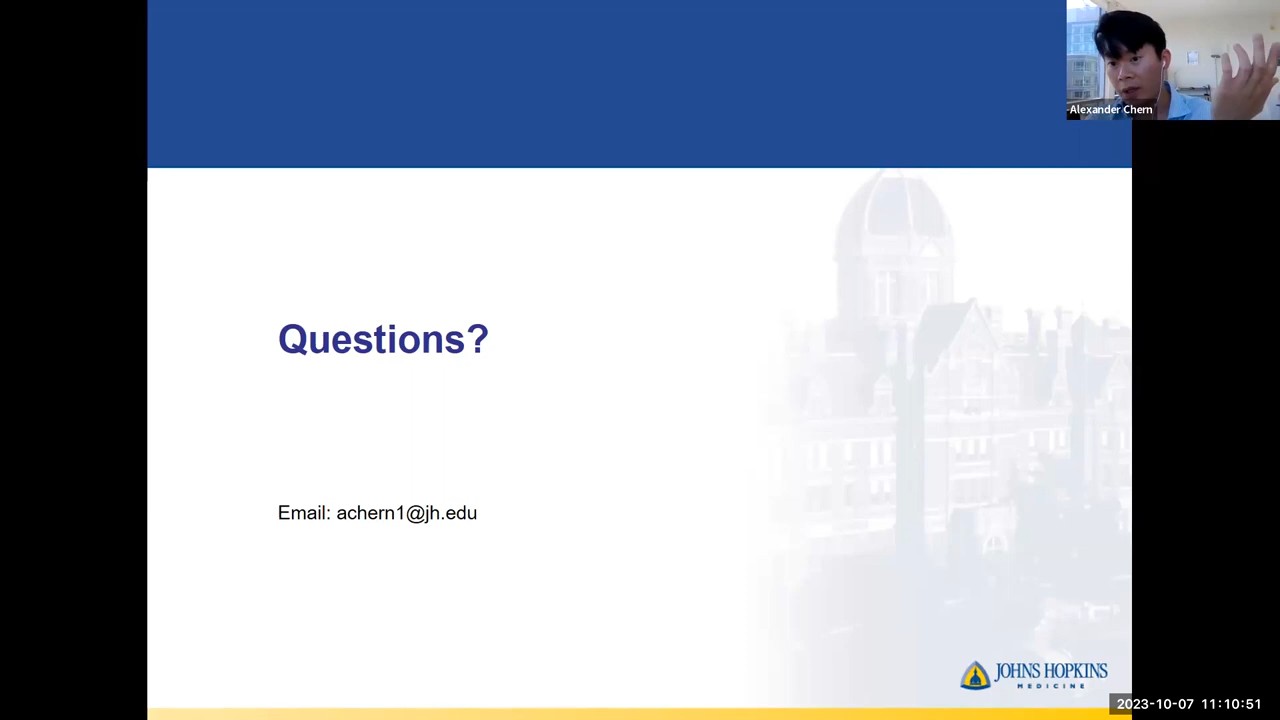 Alexander Chern
Questions?
Email: achern1@jh.edu
JOHNS HOPKINS
MEDICINE
2023-10-07 11:10:51